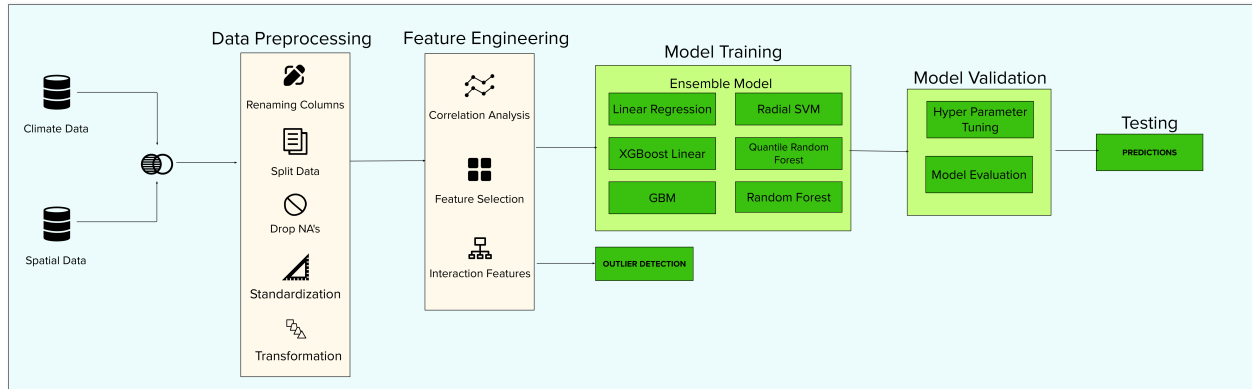 Data Preprocessing
Feature Engineering
Model Training
Model Validation
Testing
Climate Data
Spatial Data
Renaming Columns
Split Data
Drop NA's
Standardization
Transformation
Correlation Analysis
Feature Selection
Interaction Features
Ensemble Model
Linear Regression
Radial SVM
XGBoost Linear
Quantile Random
Forest
GBM
Random Forest
OUTLIER DETECTION
Hyper Parameter
Tuning
Model Evaluation
PREDICTIONS